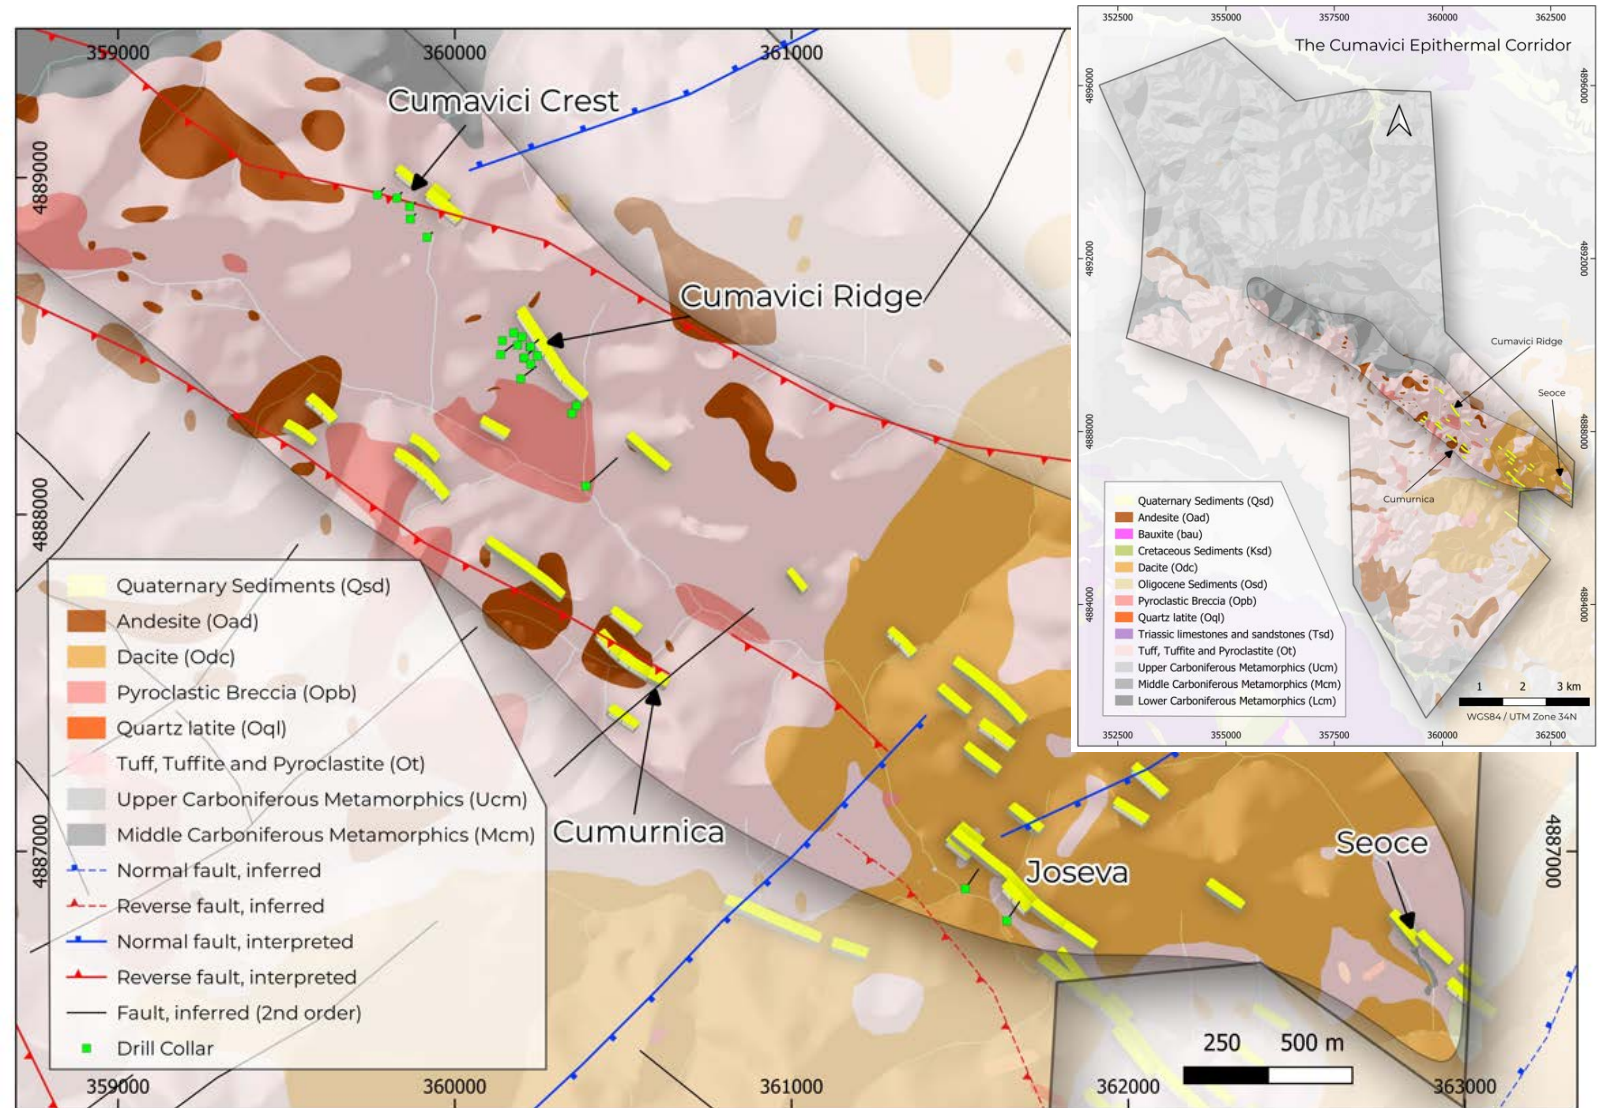 359000
360000
361000
Cumavici Crest
4889000
Cumavici Ridge
4888000
Quaternary Sediments (Qsd)
Andesite (Oad)
Dacite (Odc)
Pyroclastic Breccia (Opb)
Quartz latite (Oql)
Tuff, Tuffite and Pyroclastite (Ot)
Upper Carboniferous Metamorphics (Ucm)
Middle Carboniferous Metamorphics (Mcm)
Normal fault, inferred
Reverse fault, inferred
Normal fault, interpreted
Reverse fault, interpreted
Fault, inferred (2nd order)
Drill Collar
4887000
Cumurnica
Joseva
Seoce
4887000
250 500 m
359000
360000
361000
362000
363000
352500
355000
357500
360000
362500
The Cumavici Epithermal Corridor
4896000
4896000
4892000
4892000
Cumavici Ridge
Seoce
4888000
4888000
Cumurnica
4884000
4884000
Quaternary Sediments (Qsd)
Andesite (Oad)
Bauxite (bau)
Cretaceous Sediments (Ksd)
Dacite (Odc)
Oligocene Sediments (Osd)
Pyroclastic Breccia (Opb)
Quartz latite (Oql)
Triassic limestones and sandstones (Tsd)
Tuff, Tuffite and Pyroclastite (Ot)
Upper Carboniferous Metamorphics (Ucm)
Middle Carboniferous Metamorphics (Mcm)
Lower Carboniferous Metamorphics (Lcm)
1 2 3 km
WGS84 / UTM Zone 34N
352500
355000
357500
360000
362500